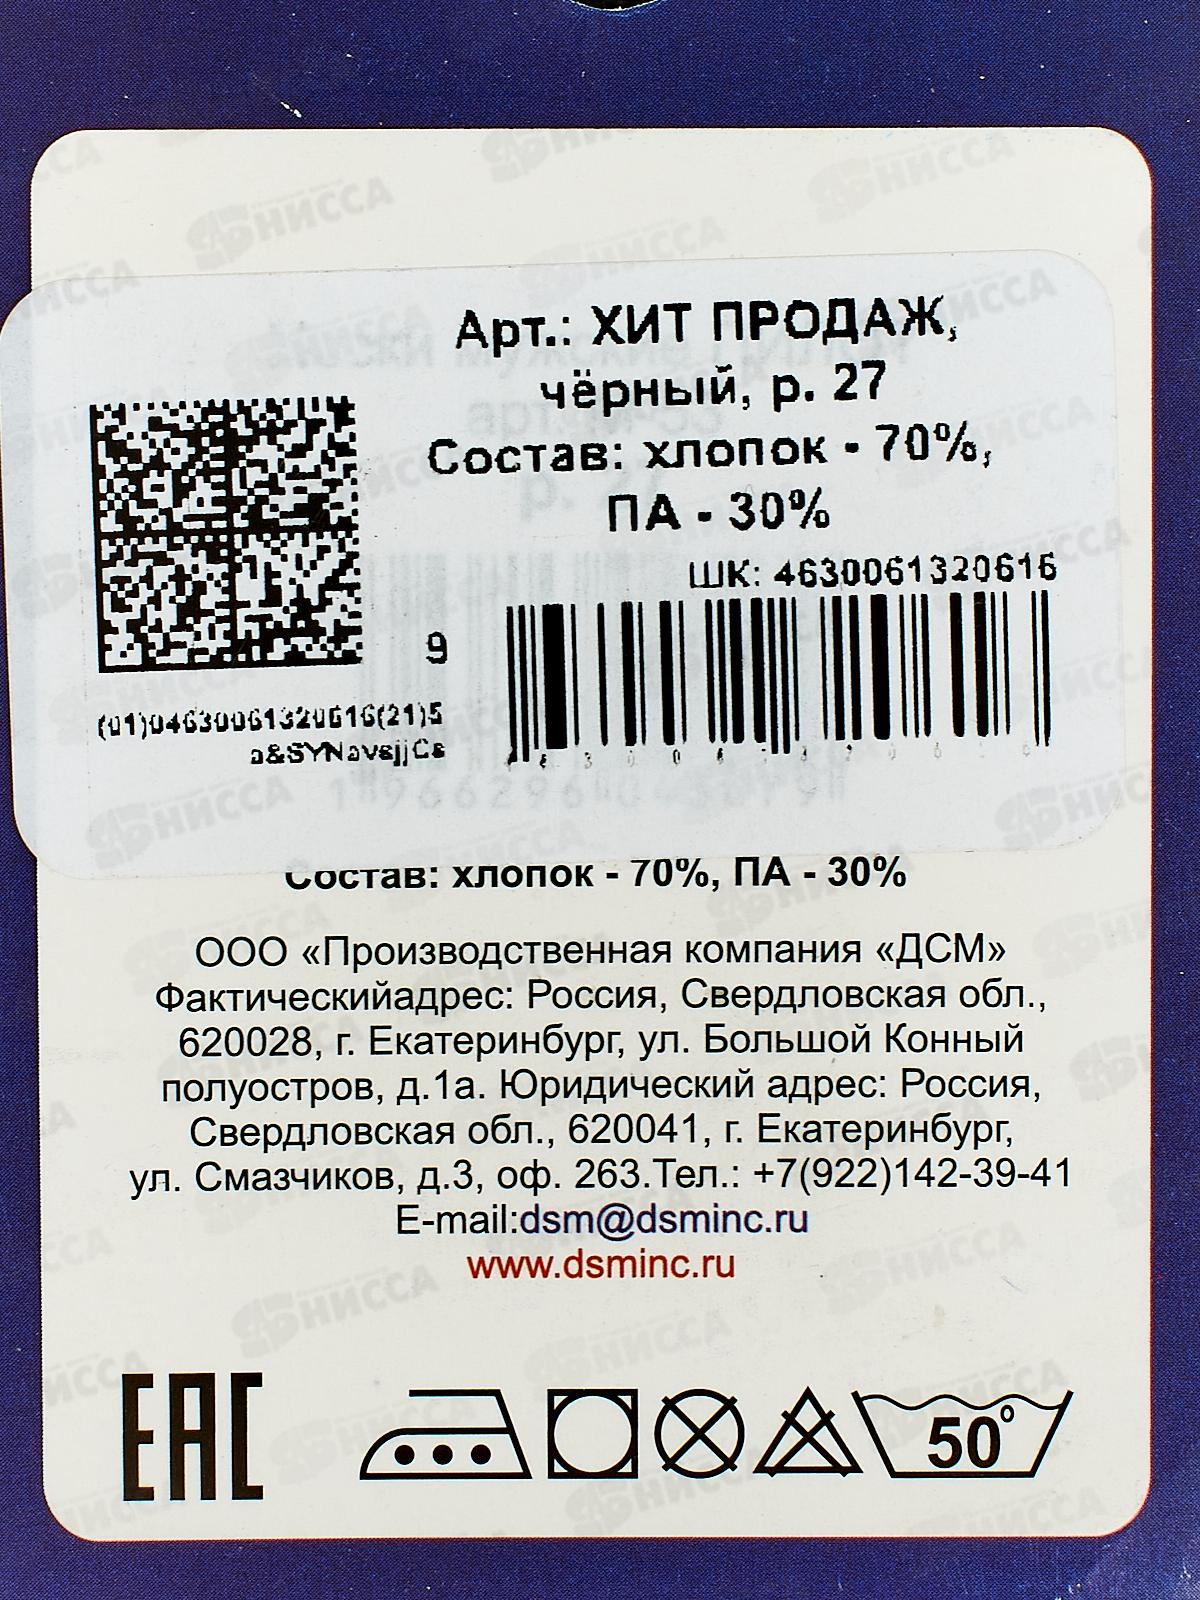 Арт.: ХИТ ПРОДАЖ,
чёрный, р. 27
Состав: хлопок - 70%,
ПА - 30%
ШК: 4630061320616
9
(01)04630061320616(21)5
a&SYNavsjjCs
Состав: хлопок - 70%, ПА - 30%
ООО «Производственная компания «ДСМ»
Фактическийадрес: Россия, Свердловская обл.,
620028, г. Екатеринбург, ул. Большой Конный
полуостров, д.1а. Юридический адрес: Россия,
Свердловская обл., 620041, г. Екатеринбург,
ул. Смазчиков, д.3, оф. 263.Тел.: +7(922)142-39-41
E-mail:dsm@dsminc.ru
www.dsminc.ru
ЕАС
50°
НИССА